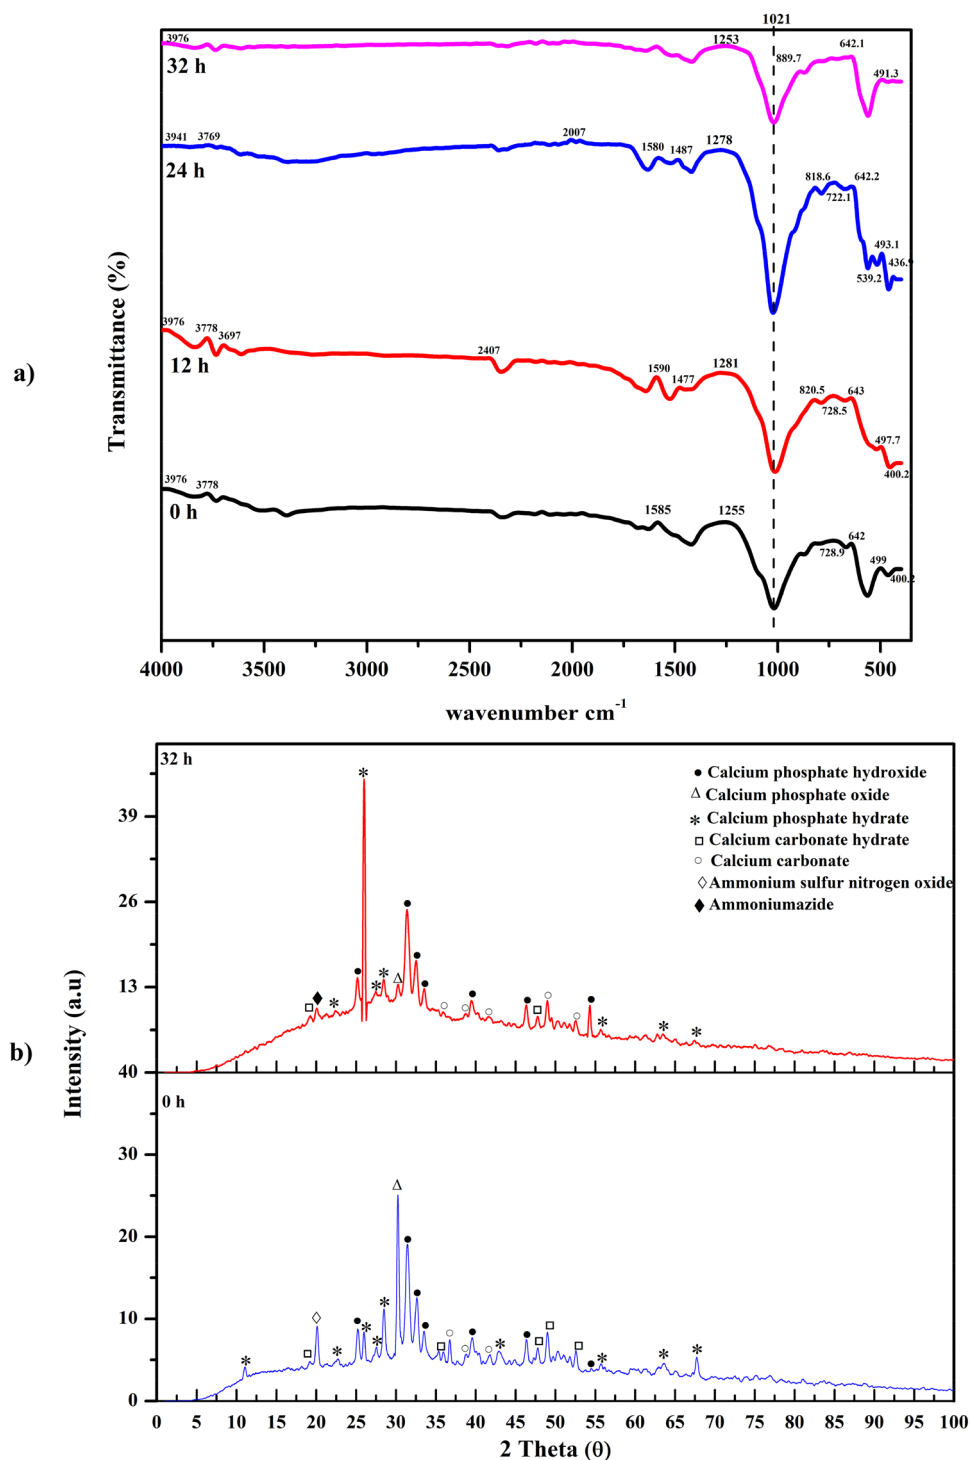 a)
1021
3976
1253
889.7
642.1
32 h
491.3
3941 3769
2007
1580 1487
1278
24 h
818.6
642.2
722.1
493.1
436.9
539.2
3976 3778
3697
2407
1590
1477
1281
12 h
820.5
643
728.5
497.7
400.2
3976
3778
0 h
1585
1255
642
728.9
499
400.2
Transmittance (%)
4000 3500 3000 2500 2000 1500 1000 500
wavenumber cm-1
b)
32 h
● Calcium phosphate hydroxide
Δ Calcium phosphate oxide
* Calcium phosphate hydrate
□ Calcium carbonate hydrate
○ Calcium carbonate
◊ Ammonium sulfur nitrogen oxide
♦ Ammoniumazide
39
26
13
40
0 h
30
20
10
0
Intensity (a.u)
0 5 10 15 20 25 30 35 40 45 50 55 60 65 70 75 80 85 90 95 100
2 Theta (θ)